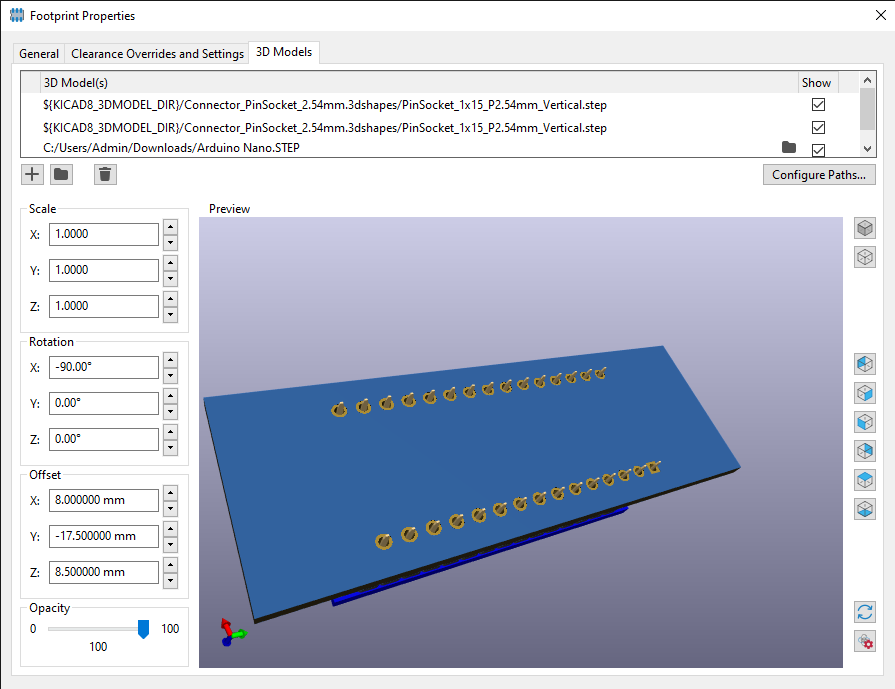 Footprint Properties
General Clearance Overrides and Settings 3D Models
3D Model(s) Show
${KICAD8_3DMODEL_DIR}/Connector_PinSocket_2.54mm.3dshapes/PinSocket_1x15_P2.54mm_Vertical.step
${KICAD8_3DMODEL_DIR}/Connector_PinSocket_2.54mm.3dshapes/PinSocket_1x15_P2.54mm_Vertical.step
C:/Users/Admin/Downloads/Arduino Nano.STEP
Configure Paths...
Scale
X: 1.0000
Y: 1.0000
Z: 1.0000
Rotation
X: -90.00°
Y: 0.00°
Z: 0.00°
Offset
X: 8.000000 mm
Y: -17.500000 mm
Z: 8.500000 mm
Opacity
0 100
100
Preview